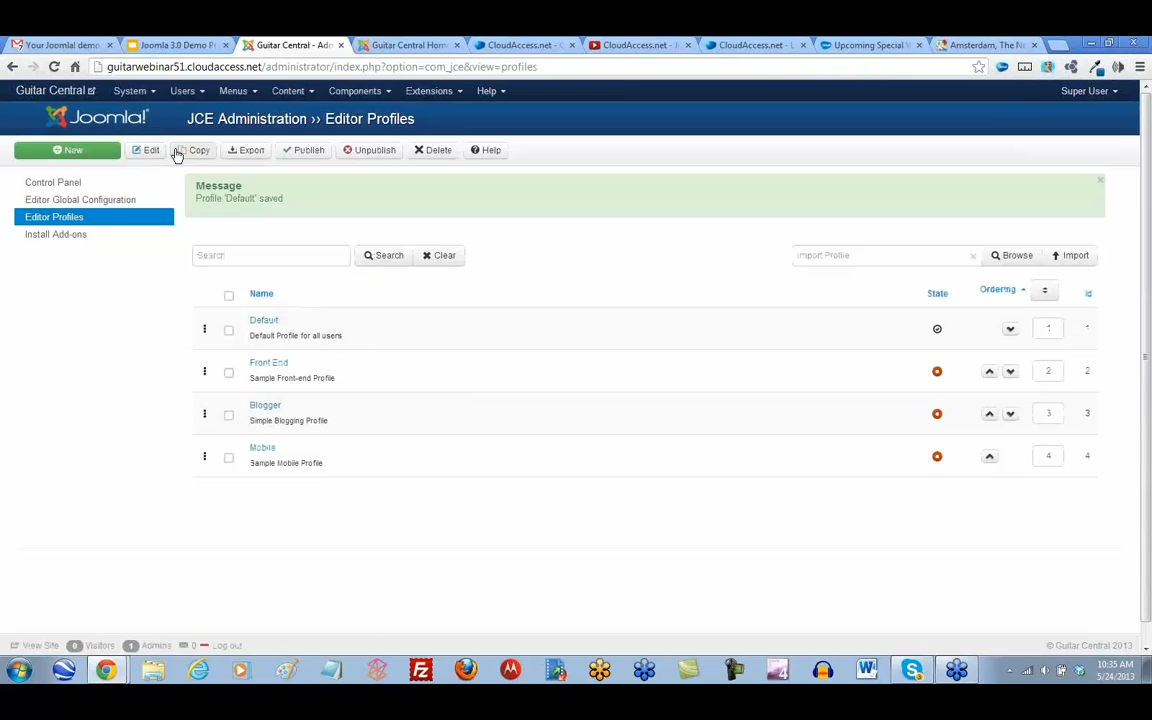 Your Joomla! demo
Joomla 3.0 Demo P
Guitar Central - Adm
Guitar Central Home
CloudAccess.net - C
CloudAccess.net - J
CloudAccess.net - L
Upcoming Special
Amsterdam, The Ne
guitarwebinar51.cloudaccess.net/administrator/index.php?option=com_jce&view=profiles
Guitar Central System Users Menus Content Components Extensions Help Super User
Joomla!® JCE Administration ›› Editor Profiles
New Edit Copy Export Publish Unpublish Delete Help
Control Panel
Editor Global Configuration
Editor Profiles
Install Add-ons
Message
Profile 'Default' saved
Search Search Clear Import Profile Browse Import
Name State Ordering Id
Default 1 1
Default Profile for all users
Front End 2 2
Sample Front-end Profile
Blogger 3 3
Simple Blogging Profile
Mobile 4 4
Sample Mobile Profile
View Site 0 Visitors 1 Admins 0 Log out © Guitar Central 2013
10:35 AM
5/24/2013